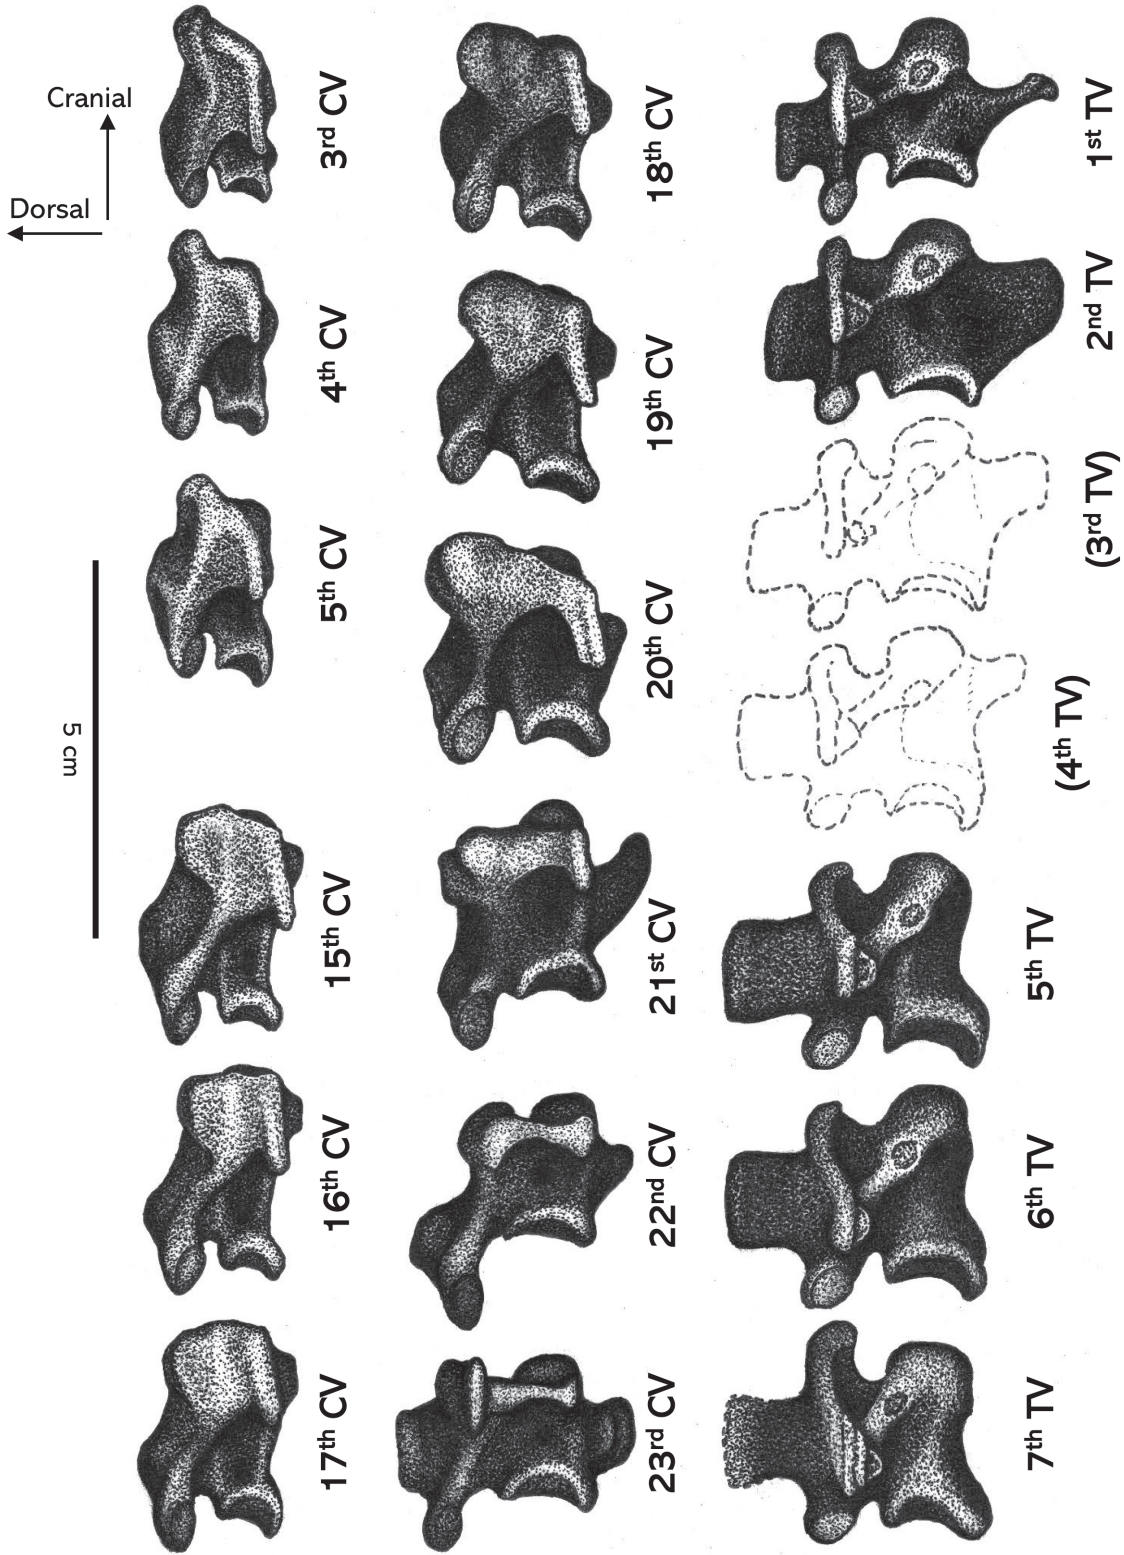 Cranial
Dorsal
3rd CV
4th CV
5th CV
5 cm
15th CV
16th CV
17th CV
18th CV
19th CV
20th CV
21st CV
22nd CV
23rd CV
1st TV
2nd TV
(3rd TV)
(4th TV)
5th TV
6th TV
7th TV